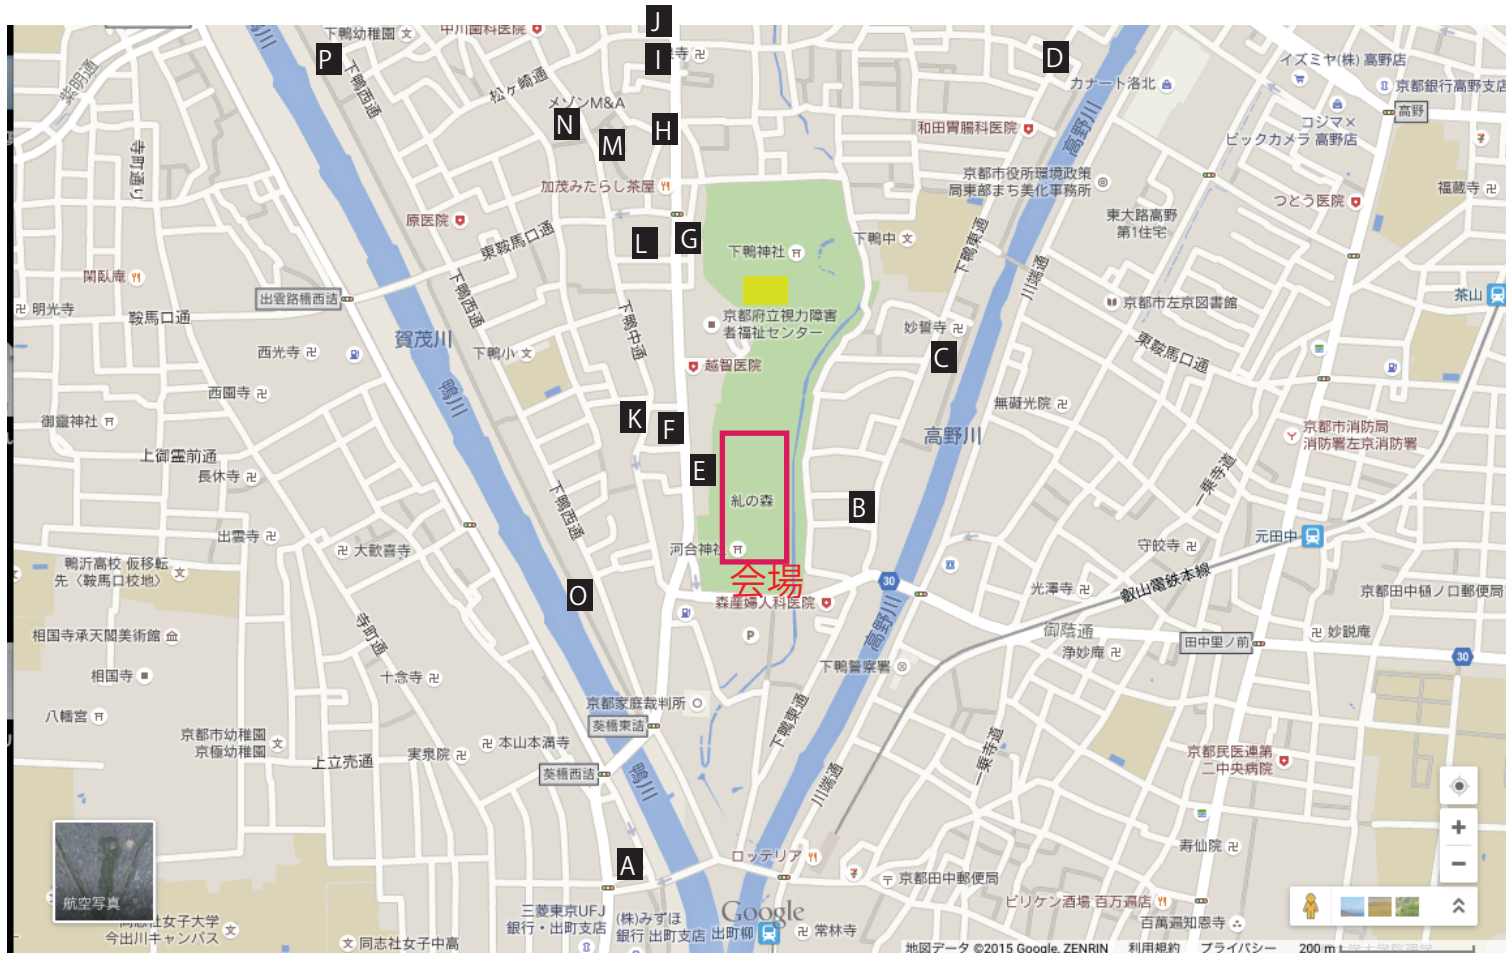 J
下鴨幼稚園
中川歯科医院
寺
I
D
イズミヤ(株) 高野店
P
下鴨西通
カナート洛北
京都銀行高野支店
紫明通
松ヶ崎通
メゾンM&A
高野
コジマ×
ビックカメラ 高野店
N
H
和田胃腸科医院
高野川
M
寺町通り
京都市役所環境政策
局東部まち美化事務所
加茂みたらし茶屋
福蔵寺
つどう医院
原医院
東大路高野
第1住宅
東鞍馬口通
L
G
下鴨神社
下鴨中
下鴨東通
川端通
閑臥庵
出雲路橋西詰
下鴨西通
茶山
明光寺
鞍馬口通
京都市左京図書館
京都府立視力障害
者福祉センター
下鴨中通
妙誓寺
賀茂川
西光寺
下鴨小
越智医院
C
東鞍馬口通
西園寺
鴨川
無礙光院
御霊神社
K
F
高野川
京都市消防局
消防署左京消防署
上御霊前通
長休寺
E
一乗寺道
糺の森
下鴨西通
B
出雲寺
大歓喜寺
河合神社
元田中
守皎寺
鴨沂高校 仮移転
先〈鞍馬口校地〉
会場
30
光澤寺
叡山電鉄本線
京都田中樋ノ口郵便局
O
森産婦人科医院
高野川
寺町通
相国寺承天閣美術館
P
御蔭通
妙説庵
田中里ノ前
浄妙庵
30
相国寺
十念寺
下鴨警察署
八幡宮
京都家庭裁判所
葵橋東詰
下鴨東通
京都市幼稚園
京極幼稚園
本山本満寺
上立売通
実泉院
一乗寺道
京都民医連第
二中央病院
葵橋西詰
鴨川
川端通
寿仙院
A
ロッテリア
京都田中郵便局
航空写真
ビリケン酒場 百万遍店
同志社女子大学
今出川キャンパス
三菱東京UFJ
銀行・出町支店
(株)みずほ
銀行 出町支店
Google
出町柳
常林寺
百萬遍知恩寺
同志社女子中高
地図データ ©2015 Google, ZENRIN
利用規約
プライバシー
200 m